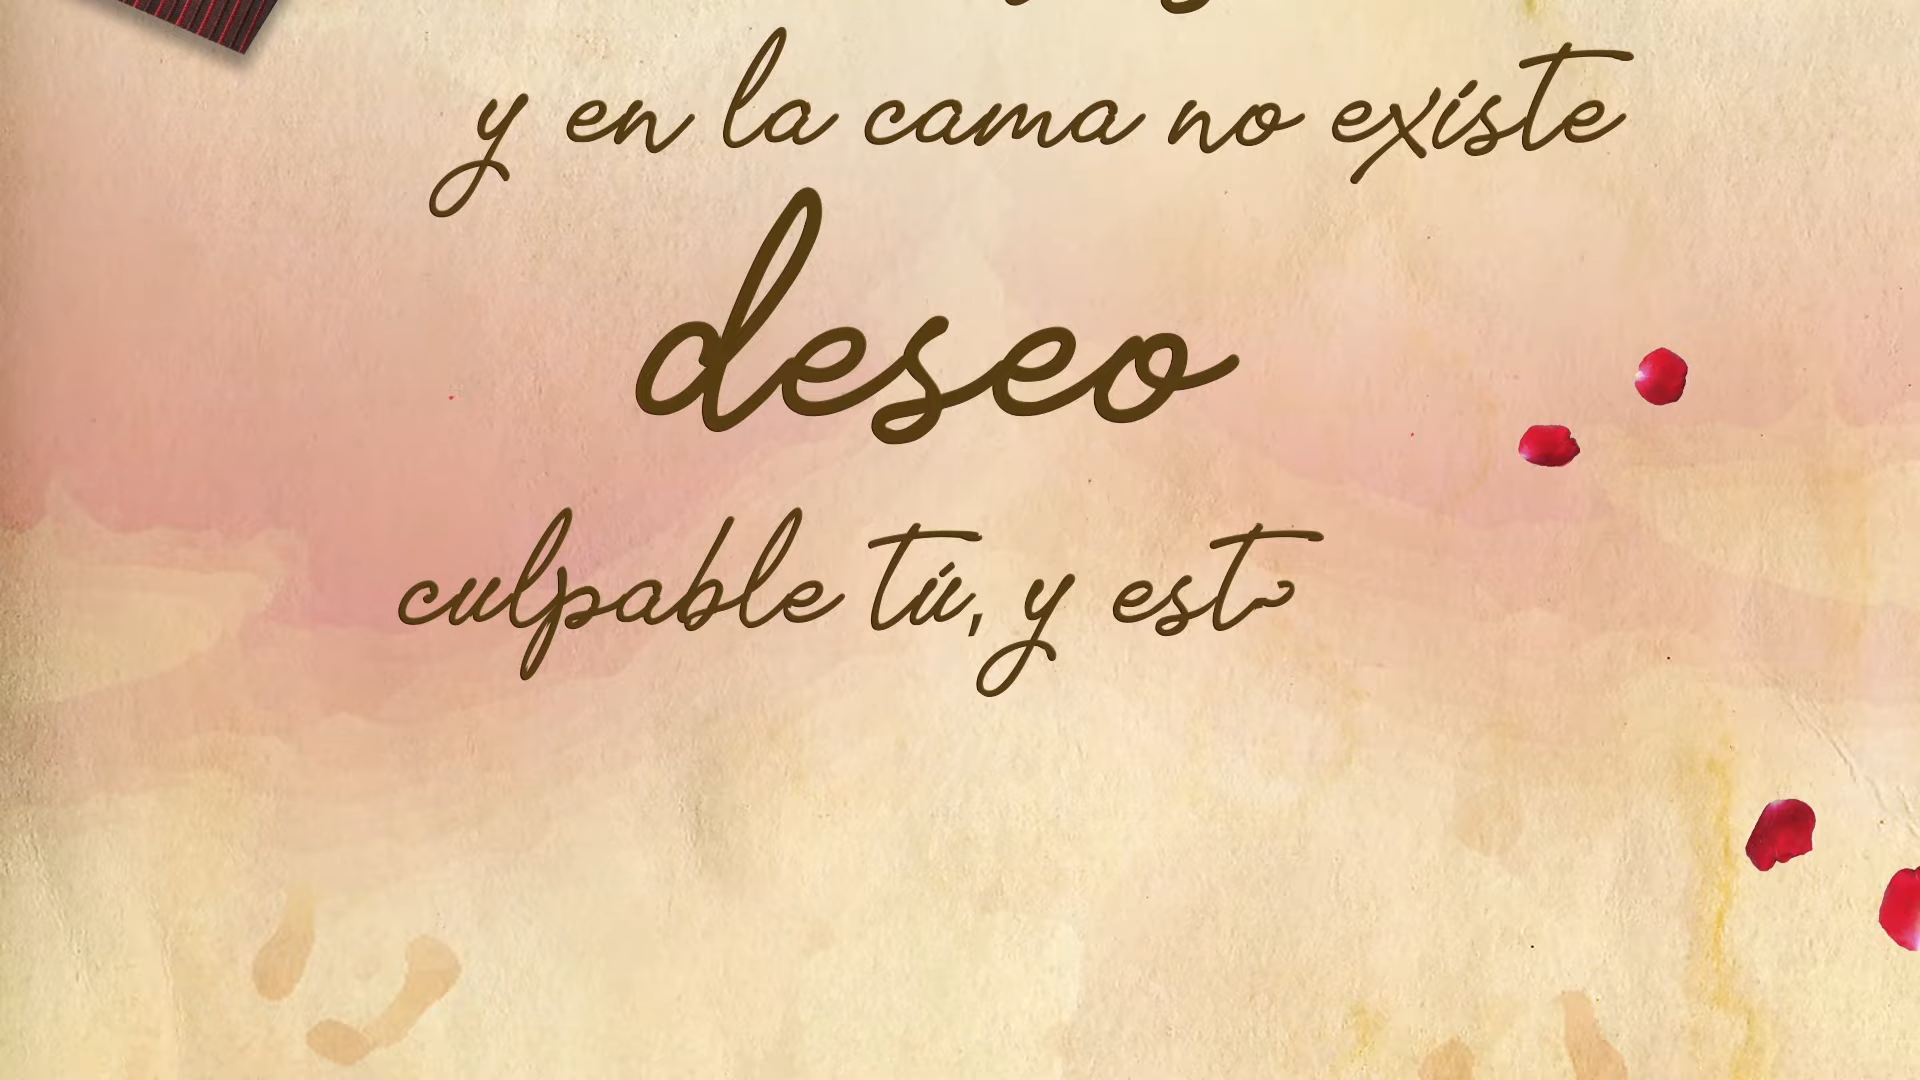 y en la cama no existe
deseo
culpable tú, y est